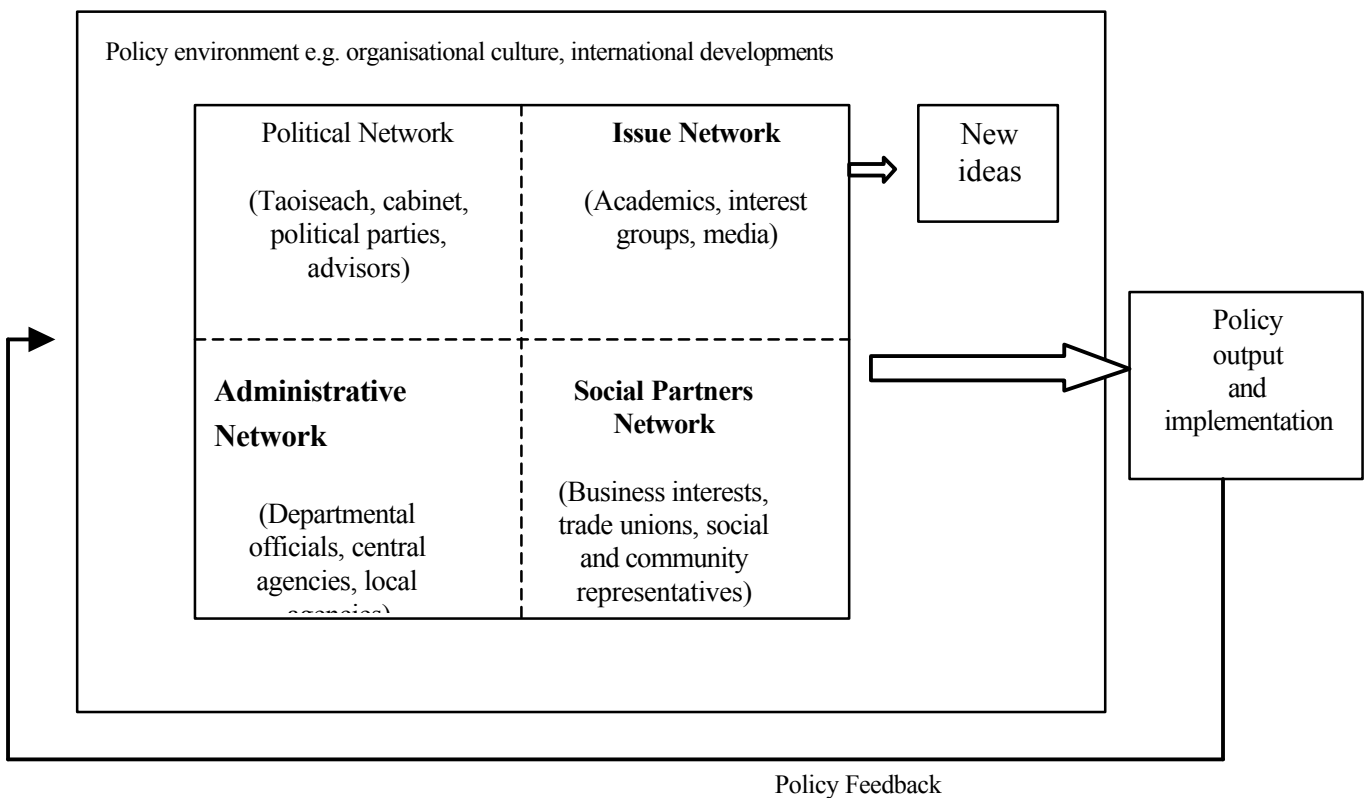 Policy environment e.g. organisational culture, international developments
Political Network
(Taoiseach, cabinet,
political parties,
advisors)
Issue Network
(Academics, interest
groups, media)
New
ideas
Administrative
Network
(Departmental
officials, central
agencies, local
agencies)
Social Partners
Network
(Business interests,
trade unions, social
and community
representatives)
Policy
output
and
implementation
Policy Feedback